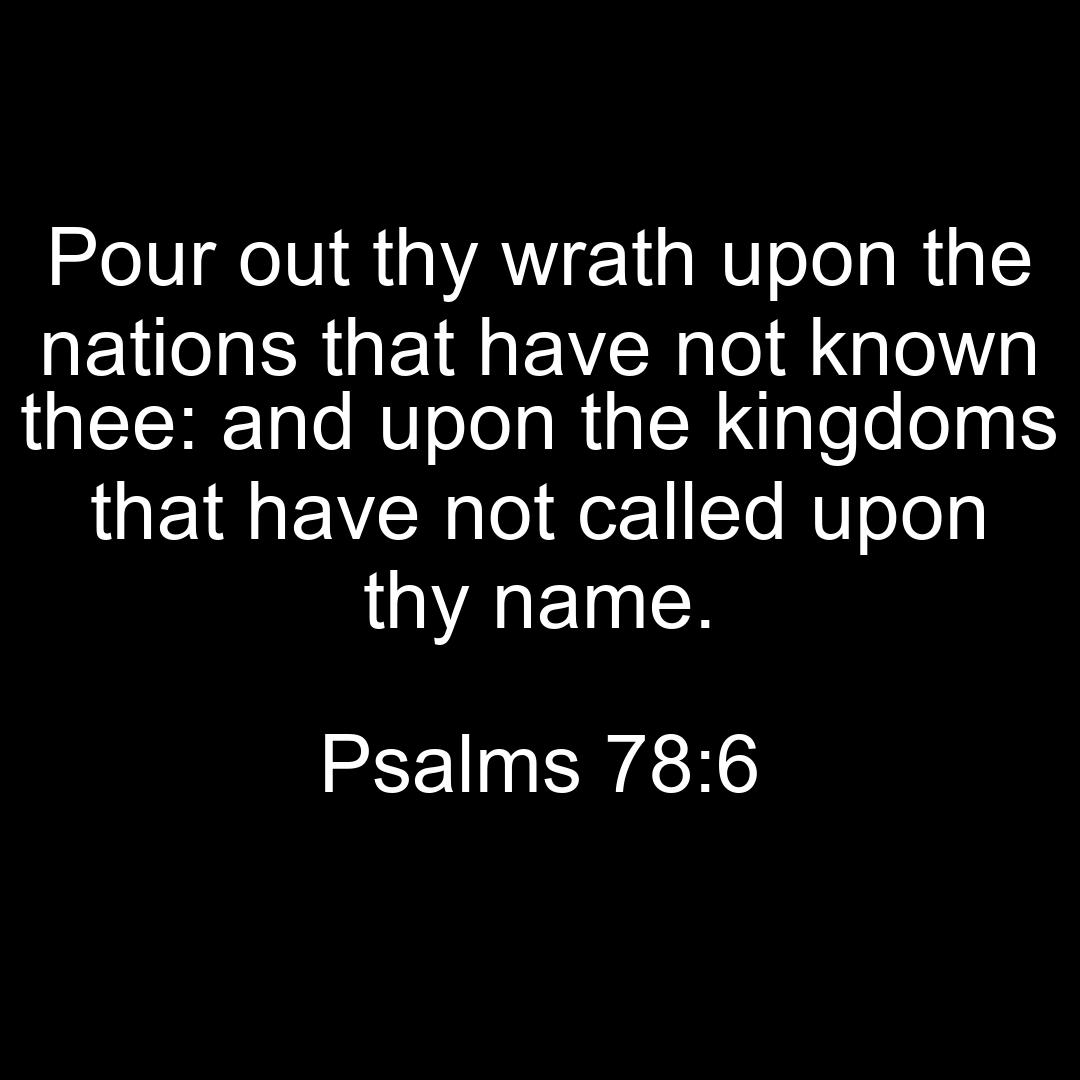 Pour out thy wrath upon the
nations that have not known
thee: and upon the kingdoms
that have not called upon
thy name.
Psalms 78:6